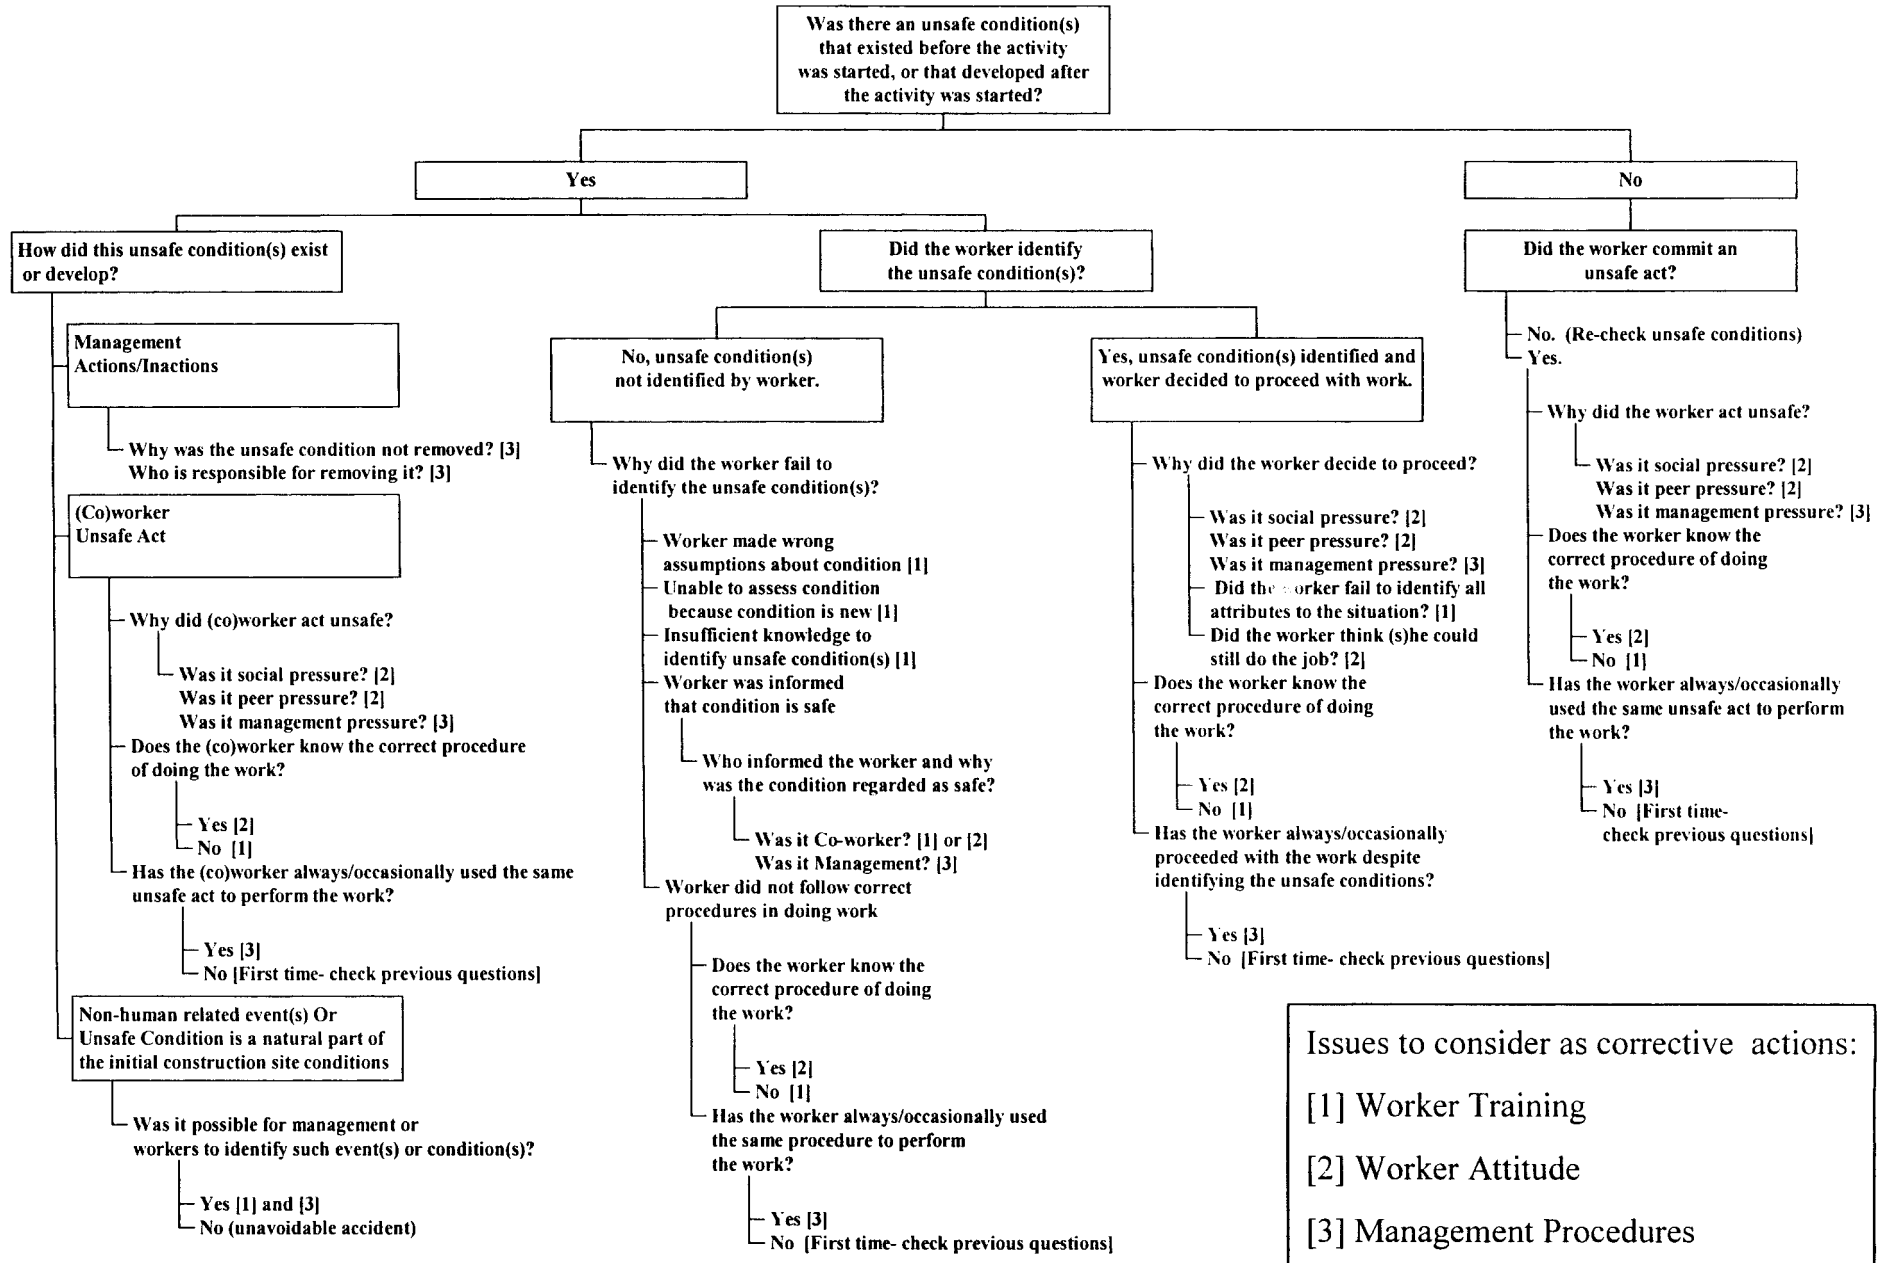 Was there an unsafe condition(s)
that existed before the activity
was started, or that developed after
the activity was started?
Yes
No
How did this unsafe condition(s) exist
or develop?
Did the worker identify
the unsafe condition(s)?
Did the worker commit an
unsafe act?
Management
Actions/Inactions
Why was the unsafe condition not removed? [3]
Who is responsible for removing it? [3]
(Co)worker
Unsafe Act
Why did (co)worker act unsafe?
Was it social pressure? [2]
Was it peer pressure? [2]
Was it management pressure? [3]
Does the (co)worker know the correct procedure
of doing the work?
Yes [2]
No [1]
Has the (co)worker always/occasionally used the same
unsafe act to perform the work?
Yes [3]
No [First time- check previous questions]
Non-human related event(s) Or
Unsafe Condition is a natural part of
the initial construction site conditions
Was it possible for management or
workers to identify such event(s) or condition(s)?
Yes [1] and [3]
No (unavoidable accident)
No, unsafe condition(s)
not identified by worker.
Why did the worker fail to
identify the unsafe condition(s)?
Worker made wrong
assumptions about condition [1]
Unable to assess condition
because condition is new [1]
Insufficient knowledge to
identify unsafe condition(s) [1]
Worker was informed
that condition is safe
Who informed the worker and why
was the condition regarded as safe?
Was it Co-worker? [1] or [2]
Was it Management? [3]
Worker did not follow correct
procedures in doing work
Does the worker know the
correct procedure of doing
the work?
Yes [2]
No [1]
Has the worker always/occasionally used
the same procedure to perform
the work?
Yes [3]
No [First time- check previous questions]
Yes, unsafe condition(s) identified and
worker decided to proceed with work.
Why did the worker decide to proceed?
Was it social pressure? [2]
Was it peer pressure? [2]
Was it management pressure? [3]
Did the worker fail to identify all
attributes to the situation? [1]
Did the worker think (s)he could
still do the job? [2]
Does the worker know the
correct procedure of doing
the work?
Yes [2]
No [1]
Has the worker always/occasionally
proceeded with the work despite
identifying the unsafe conditions?
Yes [3]
No [First time- check previous questions]
No. (Re-check unsafe conditions)
Yes.
Why did the worker act unsafe?
Was it social pressure? [2]
Was it peer pressure? [2]
Was it management pressure? [3]
Does the worker know the
correct procedure of doing
the work?
Yes [2]
No [1]
Has the worker always/occasionally
used the same unsafe act to perform
the work?
Yes [3]
No [First time-
check previous questions]
Issues to consider as corrective actions:
[1] Worker Training
[2] Worker Attitude
[3] Management Procedures